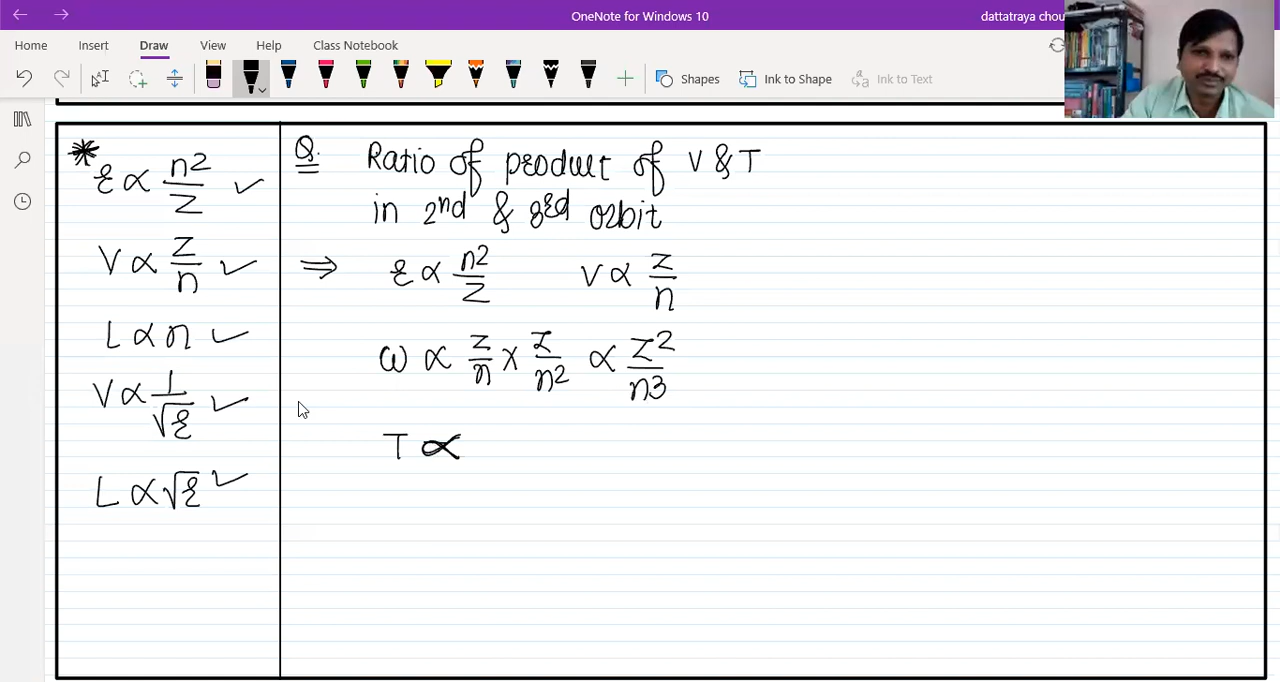 OneNote for Windows 10
dattatraya chou
Home Insert Draw View Help Class Notebook
Shapes Ink to Shape Ink to Text
r ∝ n2/Z
V ∝ Z/n
L ∝ n
V ∝ 1/√r
L ∝ √r
Q. Ratio of product of V & T
in 2nd & 3rd orbit
⇒ r ∝ n2/Z V ∝ Z/n
ω ∝ Z/n × Z/n2 ∝ Z2/n3
T ∝